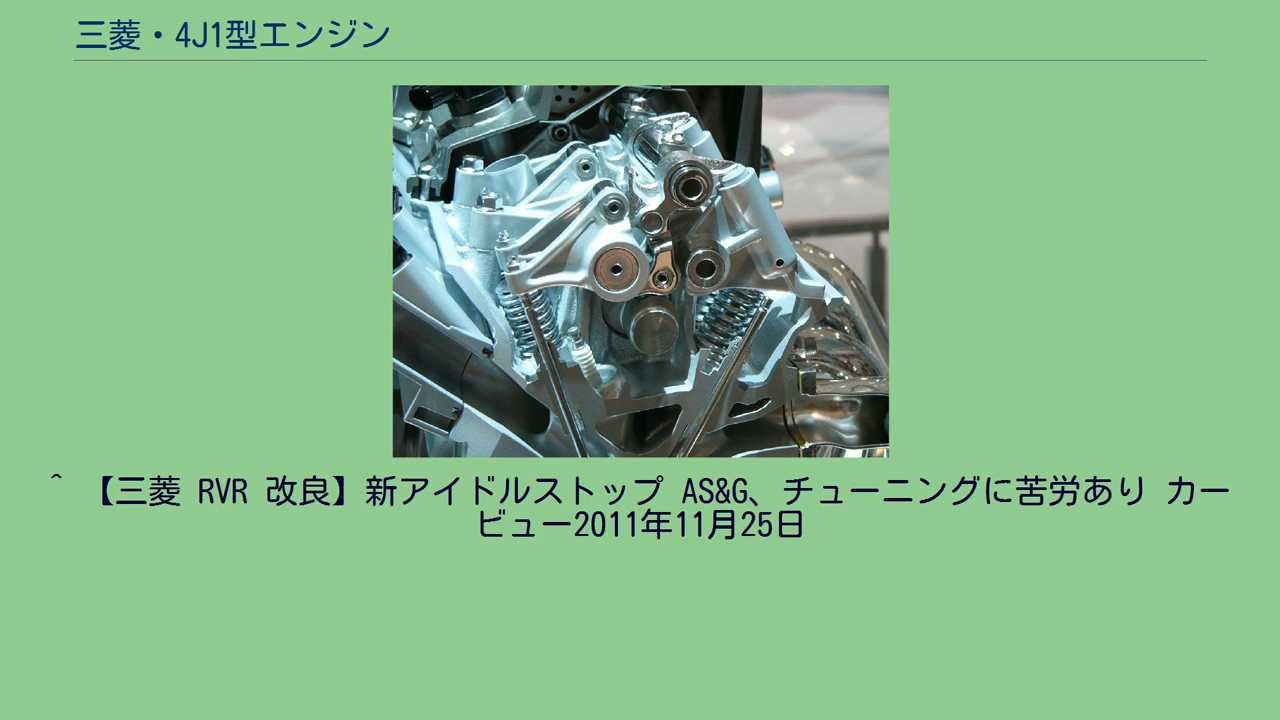 三菱・4J1型エンジン
^ 【三菱 RVR 改良】新アイドルストップ AS&G、チューニングに苦労あり カー
ビュー2011年11月25日